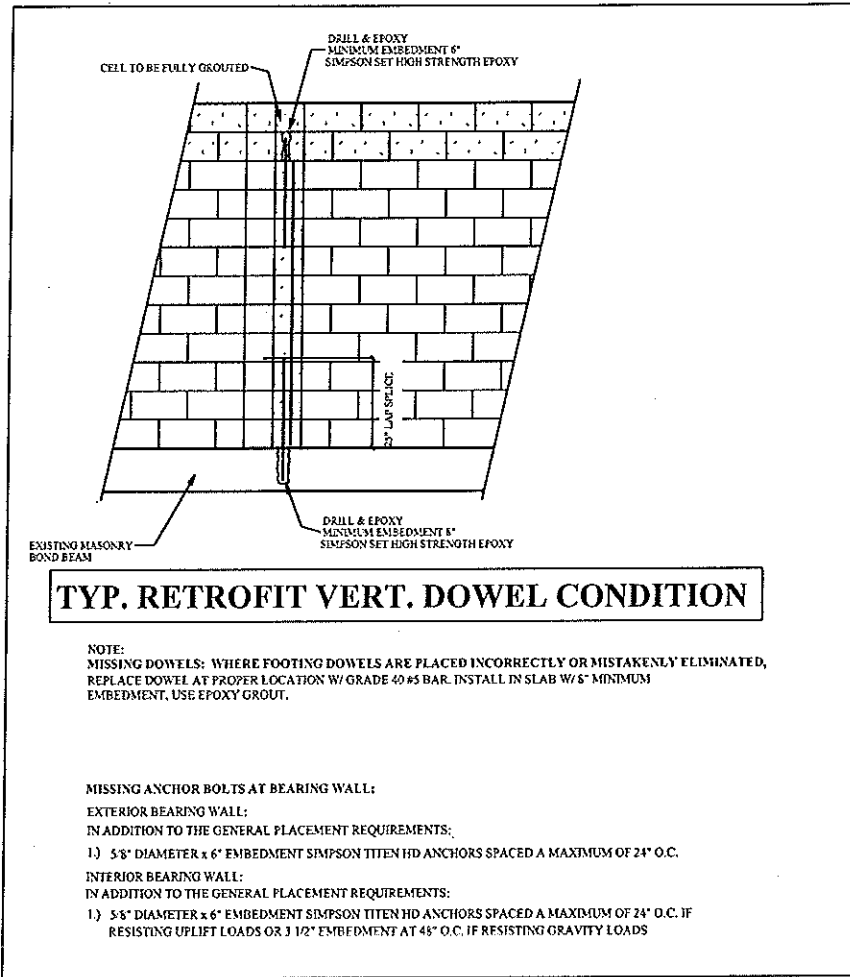 DRILL & EPOXY
MINIMUM EMBEDMENT 6"
SIMPSON SET HIGH STRENGTH EPOXY
CELL TO BE FULLY GROUTED
25" LAP SPLICE
DRILL & EPOXY
MINIMUM EMBEDMENT 8"
SIMPSON SET HIGH STRENGTH EPOXY
EXISTING MASONRY
BOND BEAM
TYP. RETROFIT VERT. DOWEL CONDITION
NOTE:
MISSING DOWELS: WHERE FOOTING DOWELS ARE PLACED INCORRECTLY OR MISTAKENLY ELIMINATED,
REPLACE DOWEL AT PROPER LOCATION W/ GRADE 40 #5 BAR. INSTALL IN SLAB W/ 8" MINIMUM
EMBEDMENT, USE EPOXY GROUT.
MISSING ANCHOR BOLTS AT BEARING WALL:
EXTERIOR BEARING WALL:
IN ADDITION TO THE GENERAL PLACEMENT REQUIREMENTS:
1.) 5/8" DIAMETER x 6" EMBEDMENT SIMPSON TITEN HD ANCHORS SPACED A MAXIMUM OF 24" O.C.
INTERIOR BEARING WALL:
IN ADDITION TO THE GENERAL PLACEMENT REQUIREMENTS:
1.) 5/8" DIAMETER x 6" EMBEDMENT SIMPSON TITEN HD ANCHORS SPACED A MAXIMUM OF 24" O.C. IF
RESISTING UPLIFT LOADS OR 3 1/2" EMBEDMENT AT 48" O.C. IF RESISTING GRAVITY LOADS